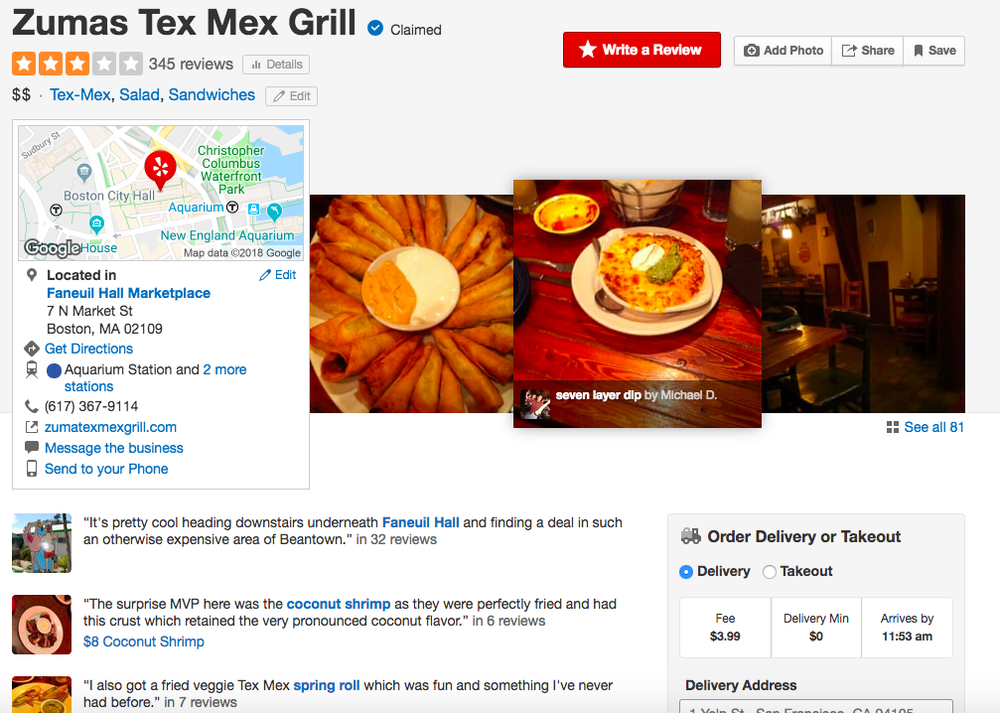 Zumas Tex Mex Grill
Claimed
Write a Review
Add Photo
Share
Save
345 reviews
Details
$$ · Tex-Mex, Salad, Sandwiches
Edit
Sudbury St
Christopher
Columbus
Waterfront
Park
Boston City Hall
Aquarium
T
T
New England Aquarium
Google
House
Map data ©2018 Google
Located in
Edit
Faneuil Hall Marketplace
7 N Market St
Boston, MA 02109
Get Directions
Aquarium Station and 2 more
stations
(617) 367-9114
zumatexmexgrill.com
Message the business
Send to your Phone
seven layer dip by Michael D.
See all 81
“It's pretty cool heading downstairs underneath Faneuil Hall and finding a deal in such
an otherwise expensive area of Beantown.” in 32 reviews
“The surprise MVP here was the coconut shrimp as they were perfectly fried and had
this crust which retained the very pronounced coconut flavor.” in 6 reviews
$8 Coconut Shrimp
“I also got a fried veggie Tex Mex spring roll which was fun and something I've never
had before.” in 7 reviews
Order Delivery or Takeout
Delivery
Takeout
Fee
$3.99
Delivery Min
$0
Arrives by
11:53 am
Delivery Address
1 Yelp St., San Francisco, CA 94105